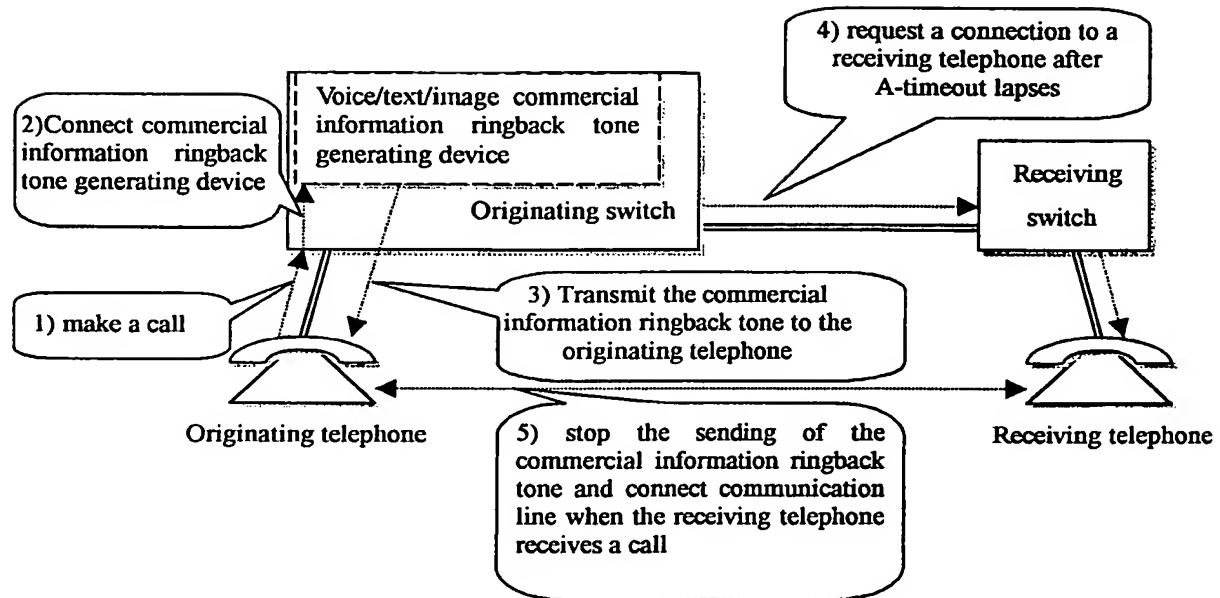 4) request a connection to a
receiving telephone after
A-timeout lapses
Voice/text/image commercial
information ringback tone
generating device
2)Connect commercial
information ringback
tone generating device
Originating switch
Receiving
switch
1) make a call
3) Transmit the commercial
information ringback tone to the
originating telephone
Originating telephone
Receiving telephone
5) stop the sending of the
commercial information ringback
tone and connect communication
line when the receiving telephone
receives a call